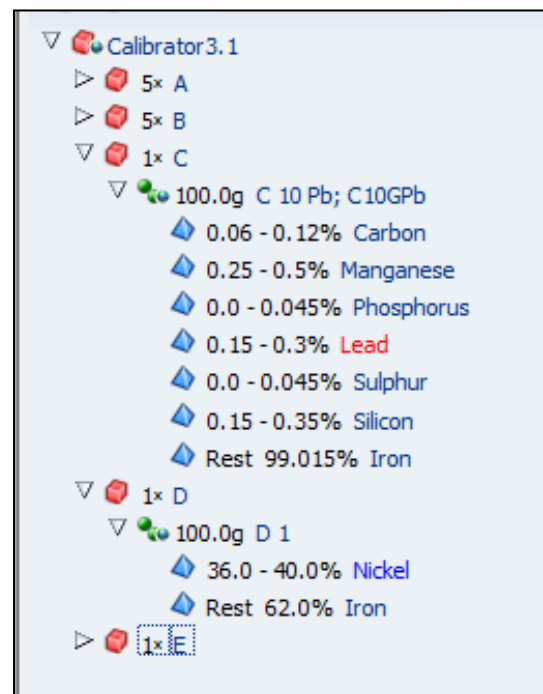 Calibrator3.1
5× A
5× B
1× C
100.0g C 10 Pb; C10GPb
0.06 - 0.12% Carbon
0.25 - 0.5% Manganese
0.0 - 0.045% Phosphorus
0.15 - 0.3% Lead
0.0 - 0.045% Sulphur
0.15 - 0.35% Silicon
Rest 99.015% Iron
1× D
100.0g D 1
36.0 - 40.0% Nickel
Rest 62.0% Iron
1× E